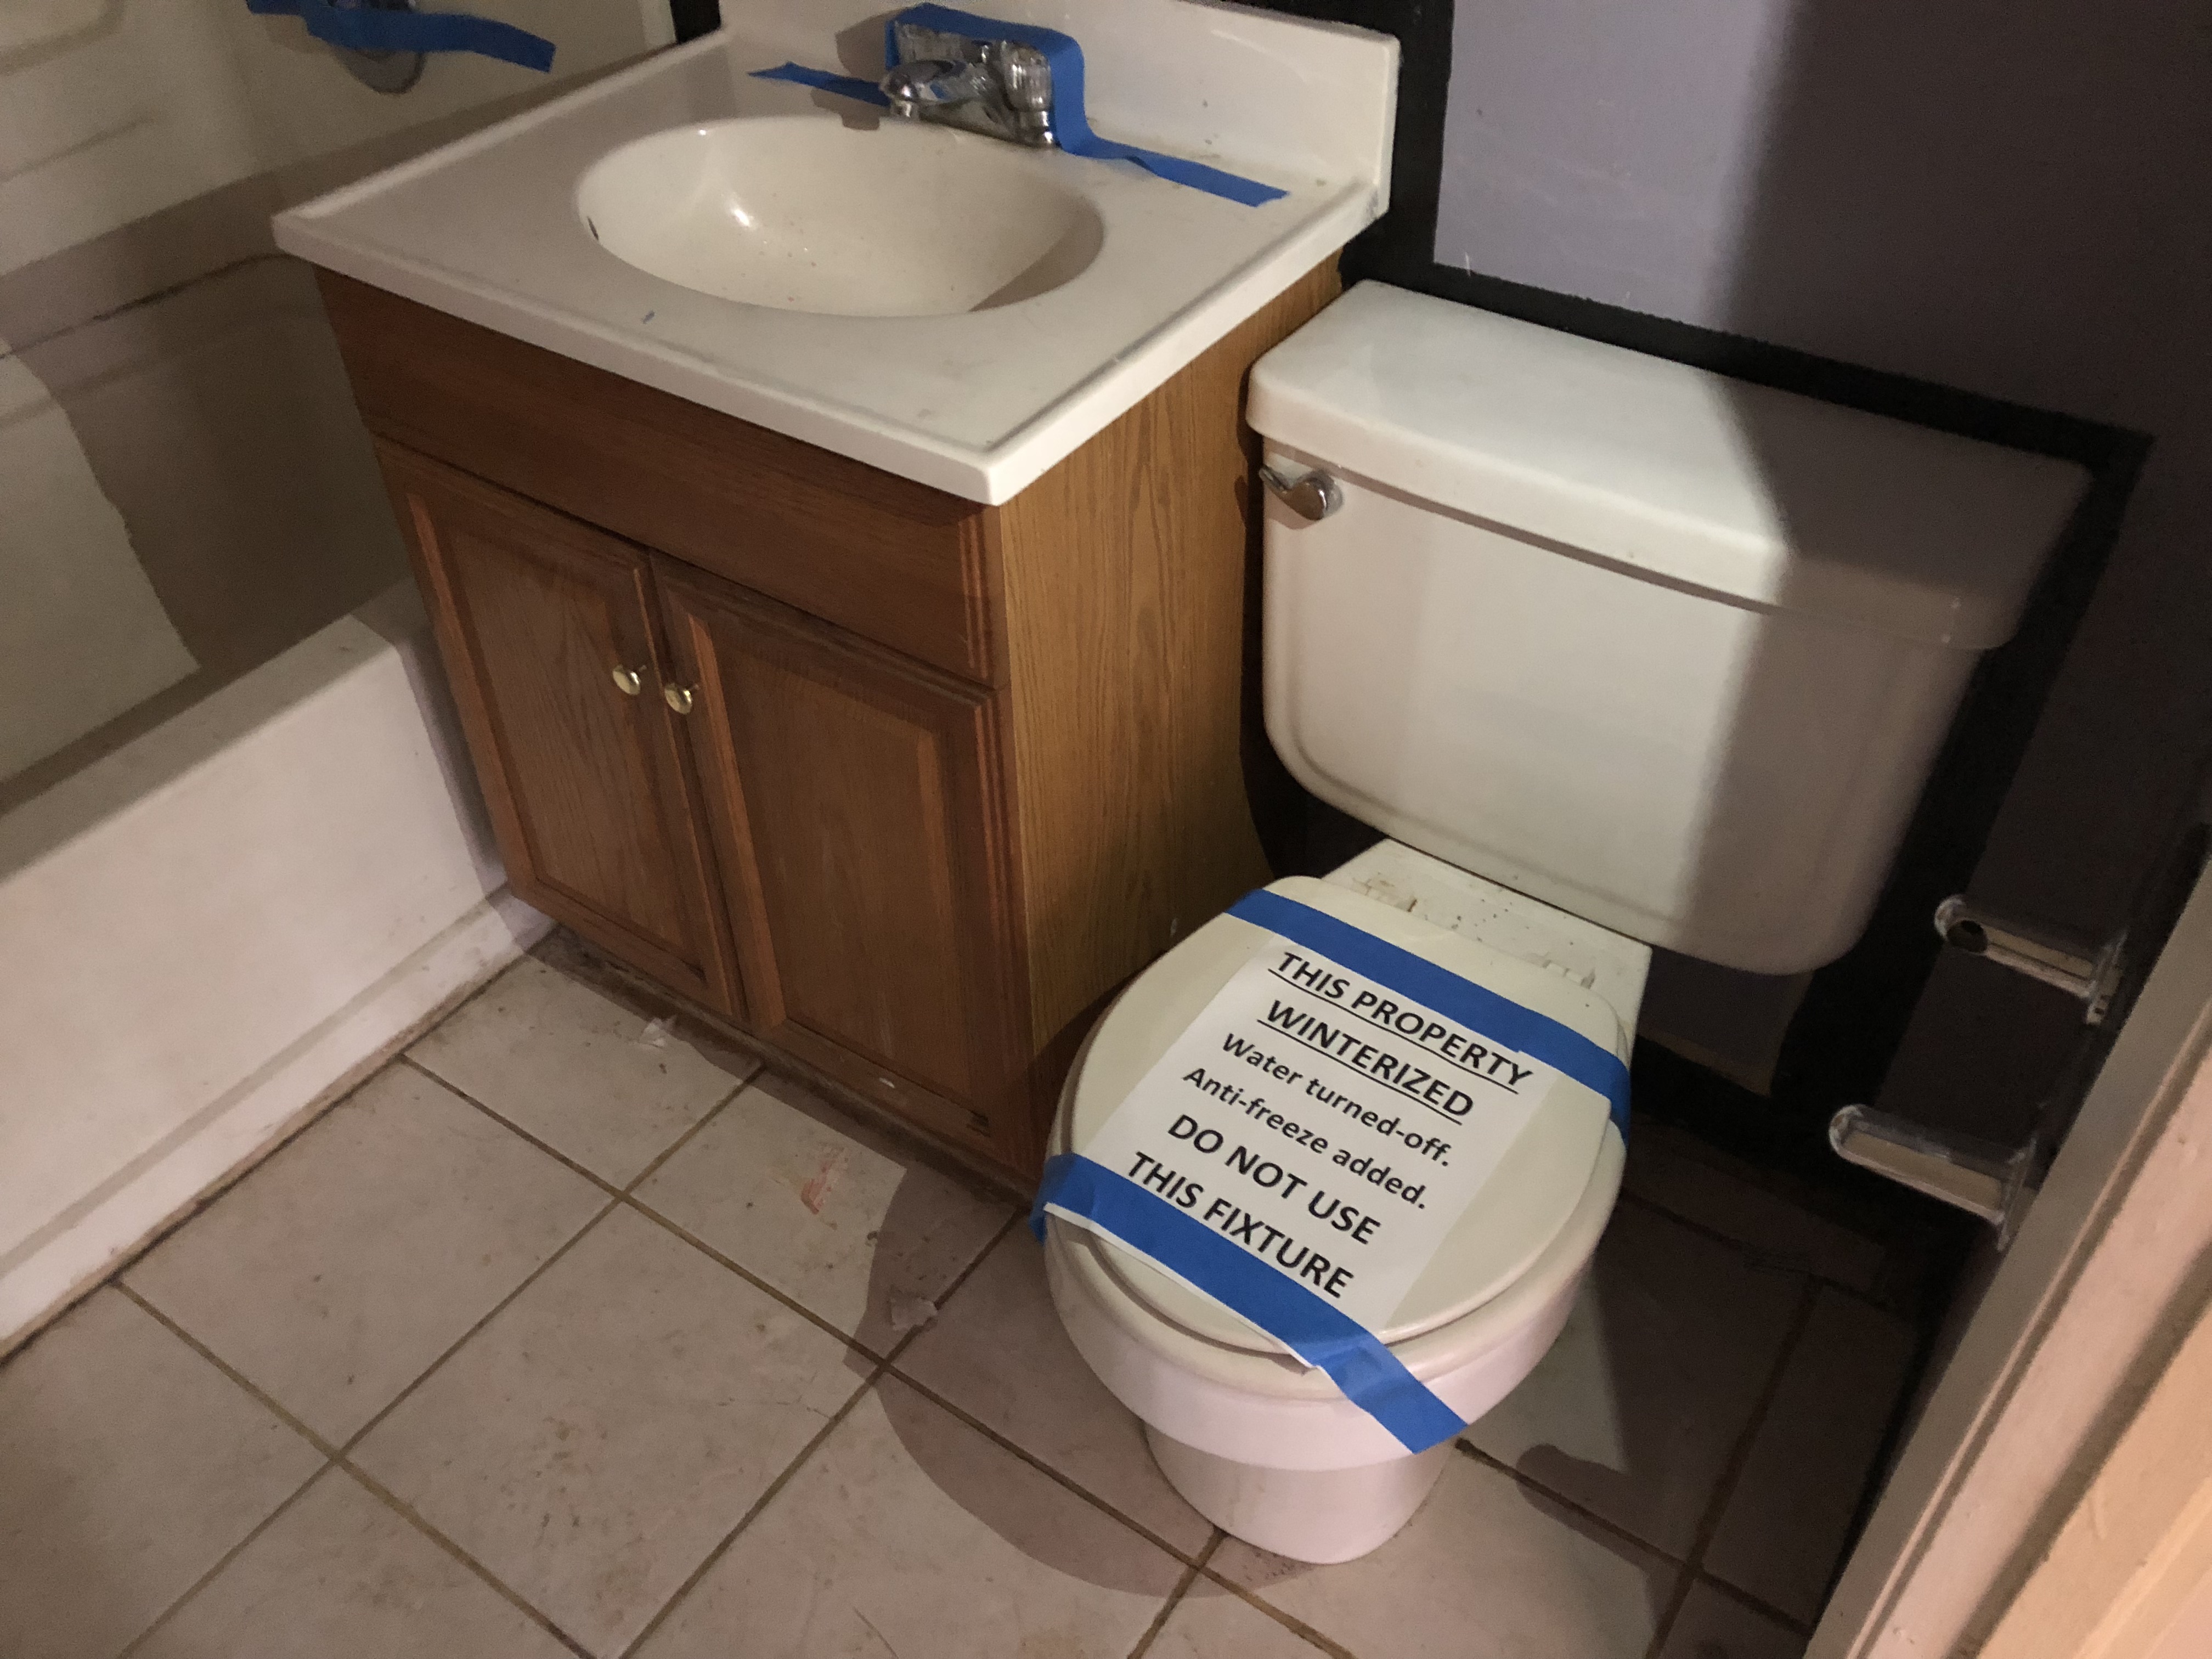 THIS PROPERTY
WINTERIZED
Water turned-off.
Anti-freeze added.
DO NOT USE
THIS FIXTURE